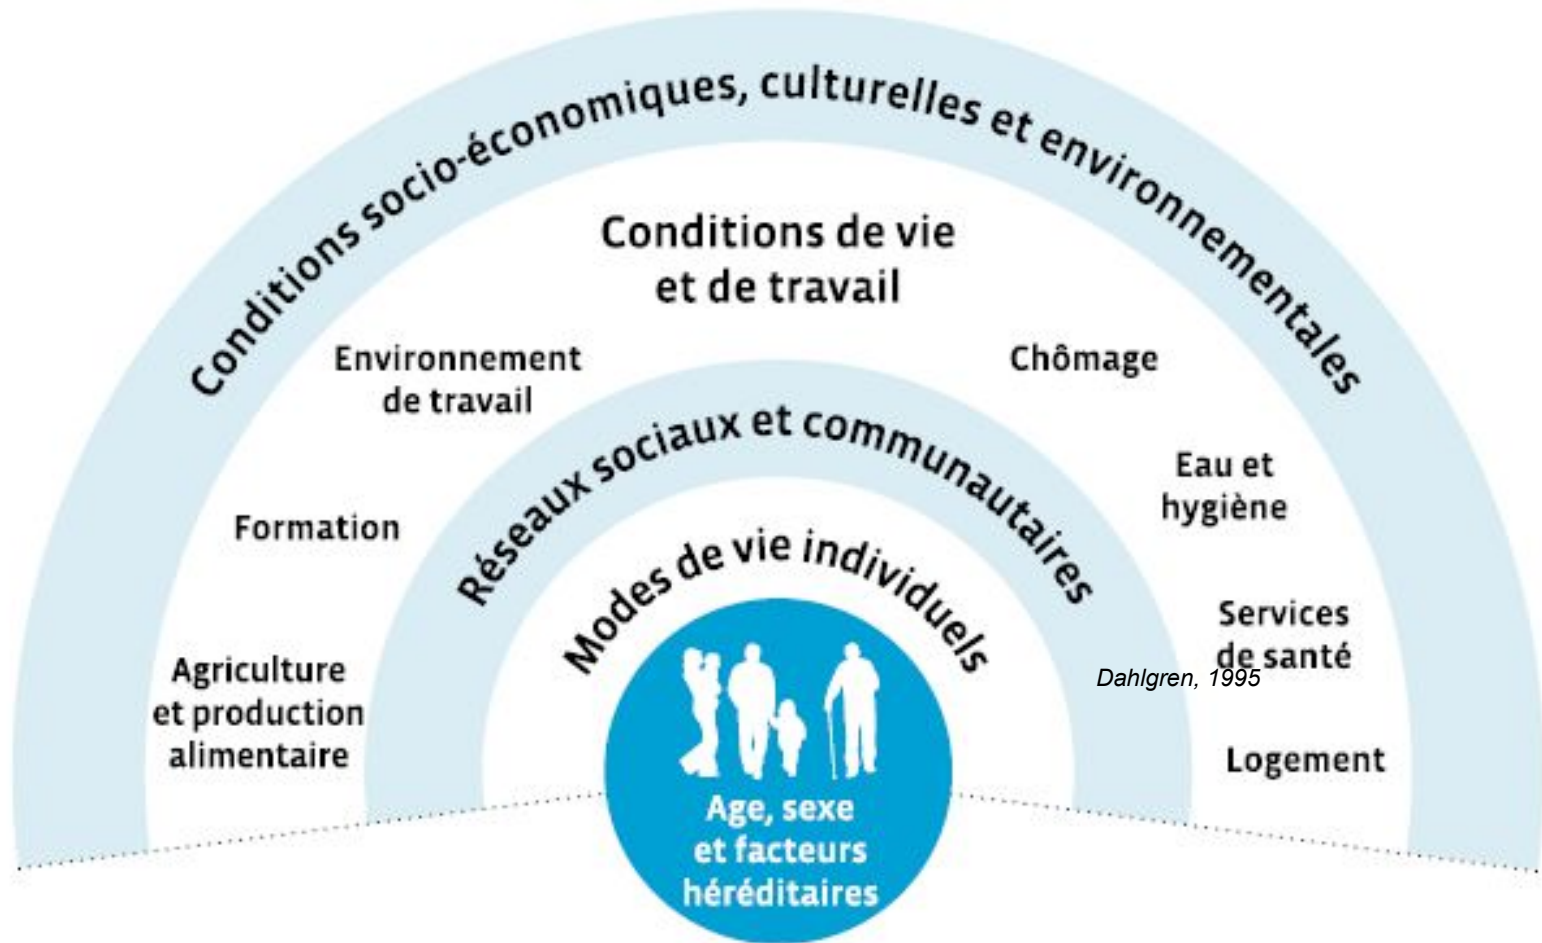 Conditions socio-économiques, culturelles et environnementales
Conditions de vie
et de travail
Environnement
de travail
Chômage
Réseaux sociaux et communautaires
Eau et
hygiène
Formation
Modes de vie individuels
Services
de santé
Dahlgren, 1995
Agriculture
et production
alimentaire
Logement
Age, sexe
et facteurs
héréditaires